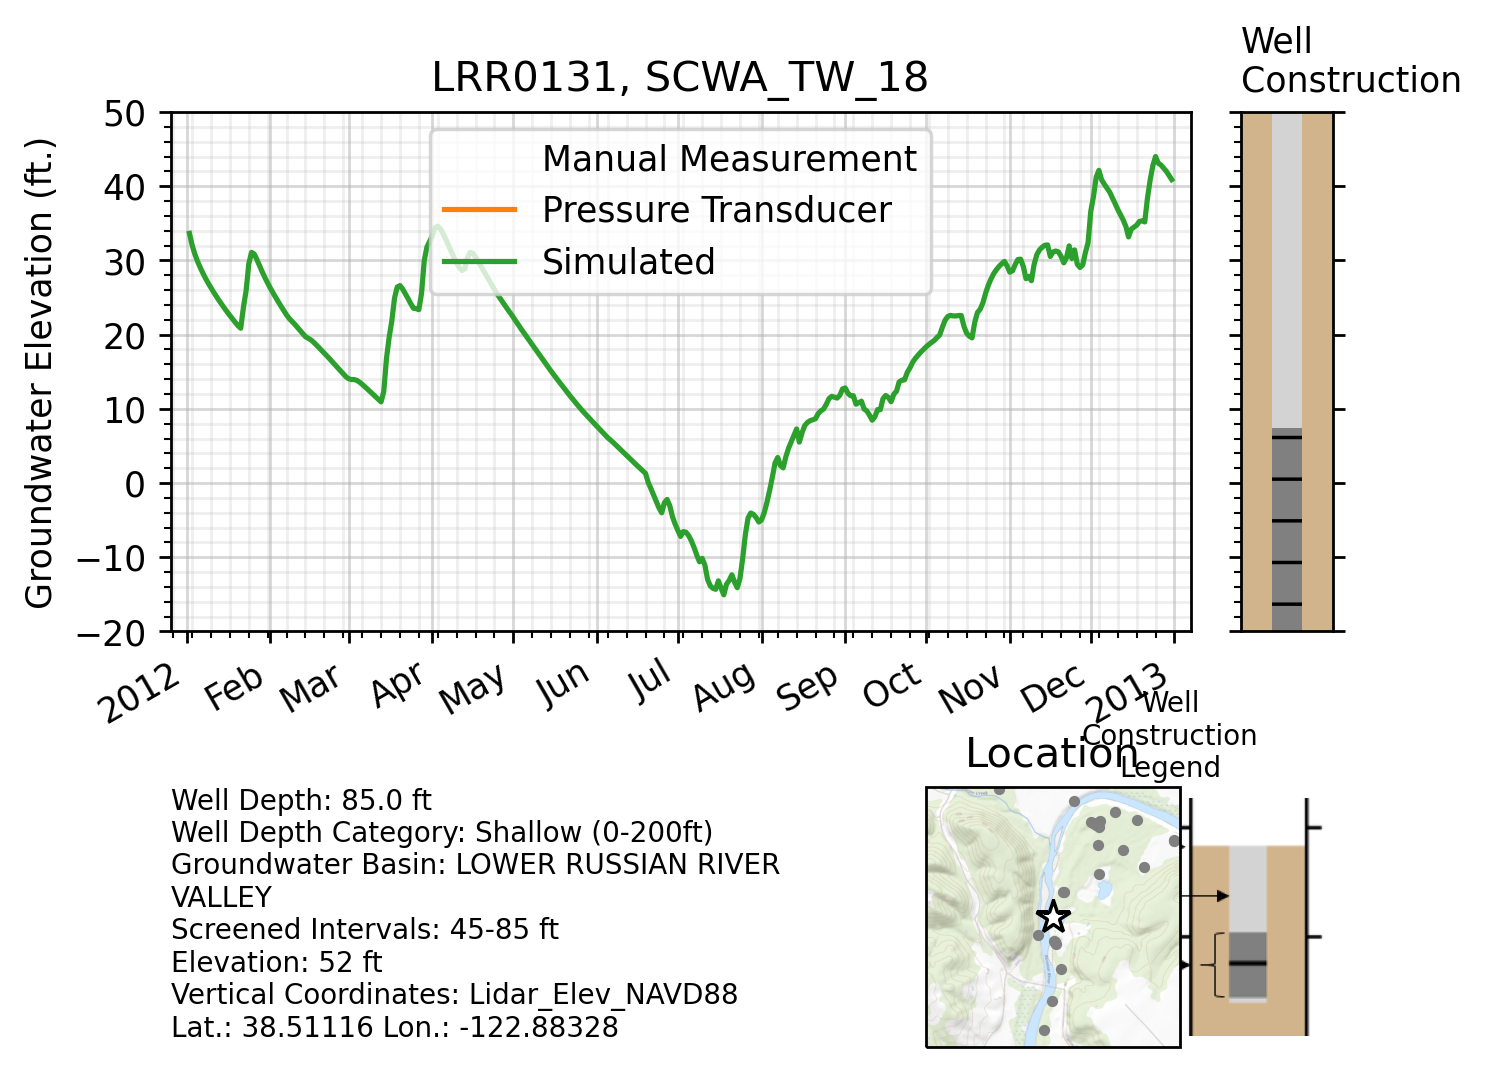 Well
Construction
LRR0131, SCWA_TW_18
Groundwater Elevation (ft.)
50
40
30
20
10
0
−10
−20
Manual Measurement
Pressure Transducer
Simulated
2012
Feb
Mar
Apr
May
Jun
Jul
Aug
Sep
Oct
Nov
Dec
2013
Well
Construction
Legend
Location
Well Depth: 85.0 ft
Well Depth Category: Shallow (0-200ft)
Groundwater Basin: LOWER RUSSIAN RIVER
VALLEY
Screened Intervals: 45-85 ft
Elevation: 52 ft
Vertical Coordinates: Lidar_Elev_NAVD88
Lat.: 38.51116 Lon.: -122.88328